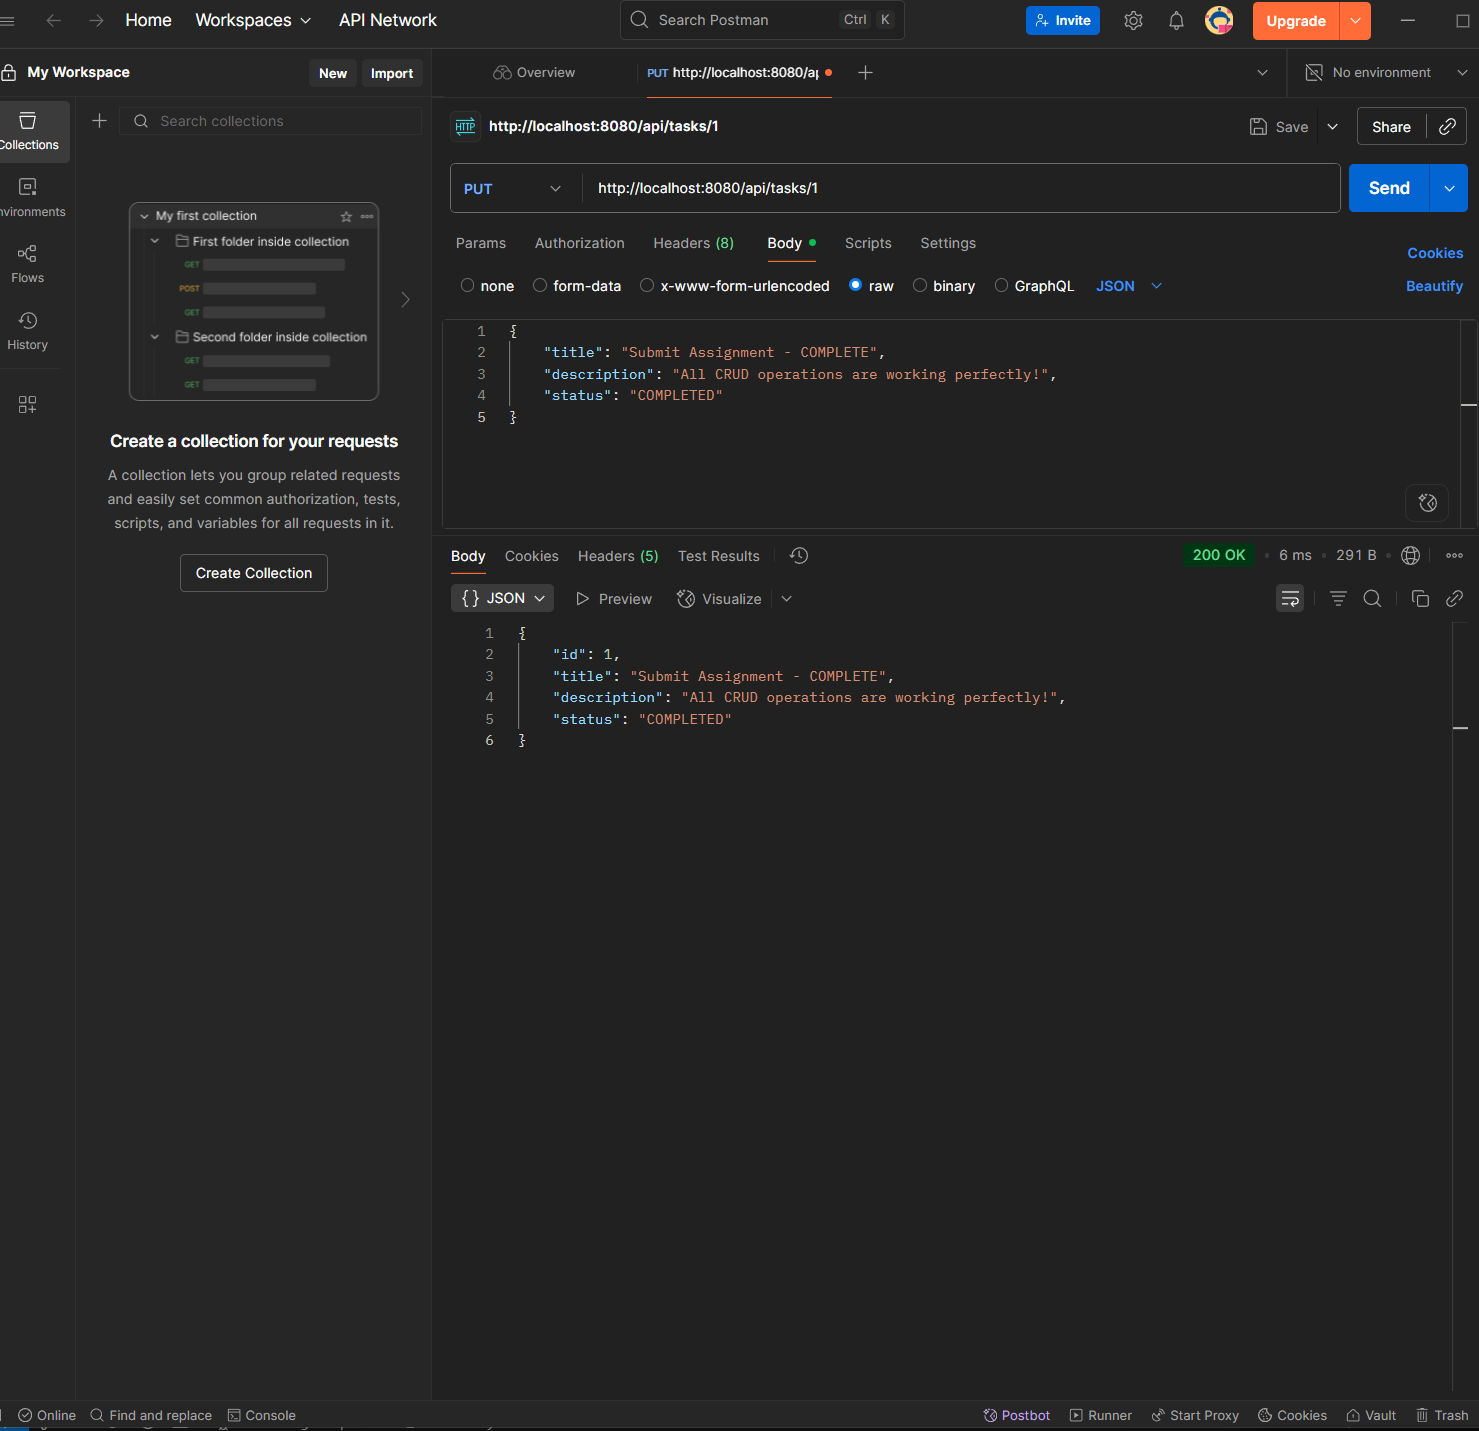 Home Workspaces API Network Search Postman Ctrl K Invite Upgrade
My Workspace New Import Overview PUT http://localhost:8080/ap No environment
Search collections
Collections
nvironments
Flows
History
My first collection
First folder inside collection
GET
POST
GET
Second folder inside collection
GET
GET
Create a collection for your requests
A collection lets you group related requests
and easily set common authorization, tests,
scripts, and variables for all requests in it.
Create Collection
HTTP http://localhost:8080/api/tasks/1 Save Share
PUT http://localhost:8080/api/tasks/1 Send
Params Authorization Headers (8) Body Scripts Settings Cookies
none form-data x-www-form-urlencoded raw binary GraphQL JSON Beautify
1 {
2 "title": "Submit Assignment - COMPLETE",
3 "description": "All CRUD operations are working perfectly!",
4 "status": "COMPLETED"
5 }
Body Cookies Headers (5) Test Results 200 OK • 6 ms • 291 B •
{} JSON Preview Visualize
1 {
2 "id": 1,
3 "title": "Submit Assignment - COMPLETE",
4 "description": "All CRUD operations are working perfectly!",
5 "status": "COMPLETED"
6 }
Online Find and replace Console Postbot Runner Start Proxy Cookies Vault Trash